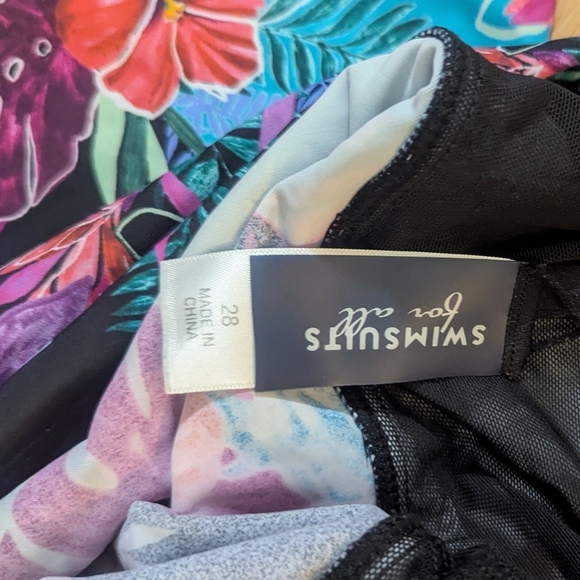 SWIMSUITS
for all
28
MADE IN
CHINA